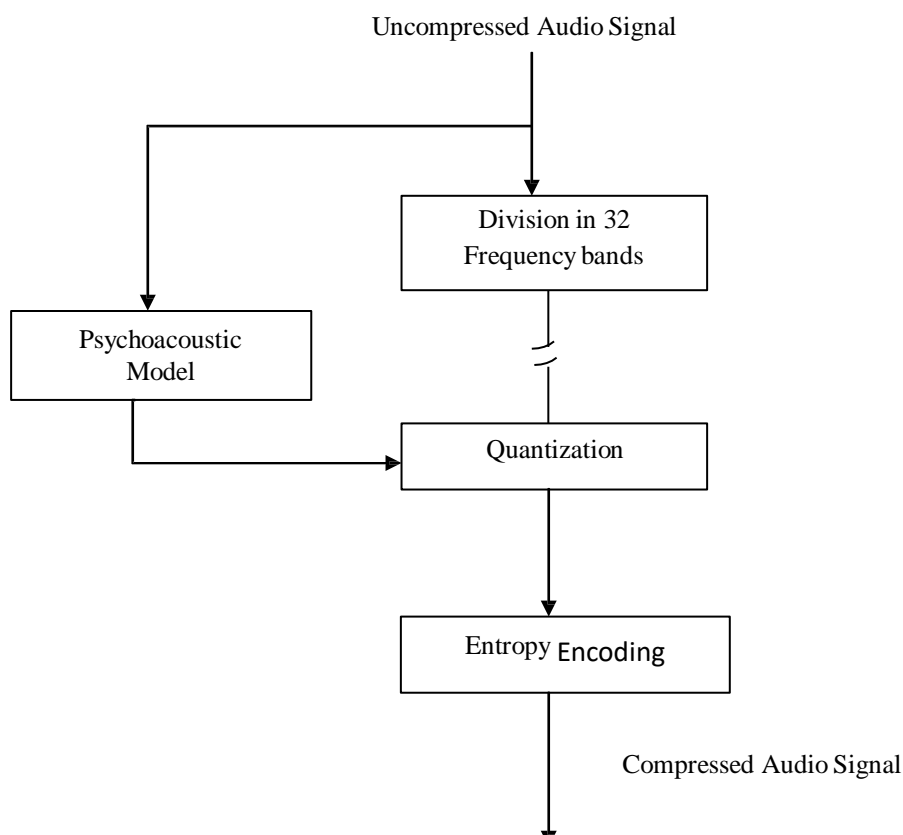 Uncompressed Audio Signal
Division in 32
Frequency bands
Psychoacoustic
Model
Quantization
Entropy Encoding
Compressed Audio Signal